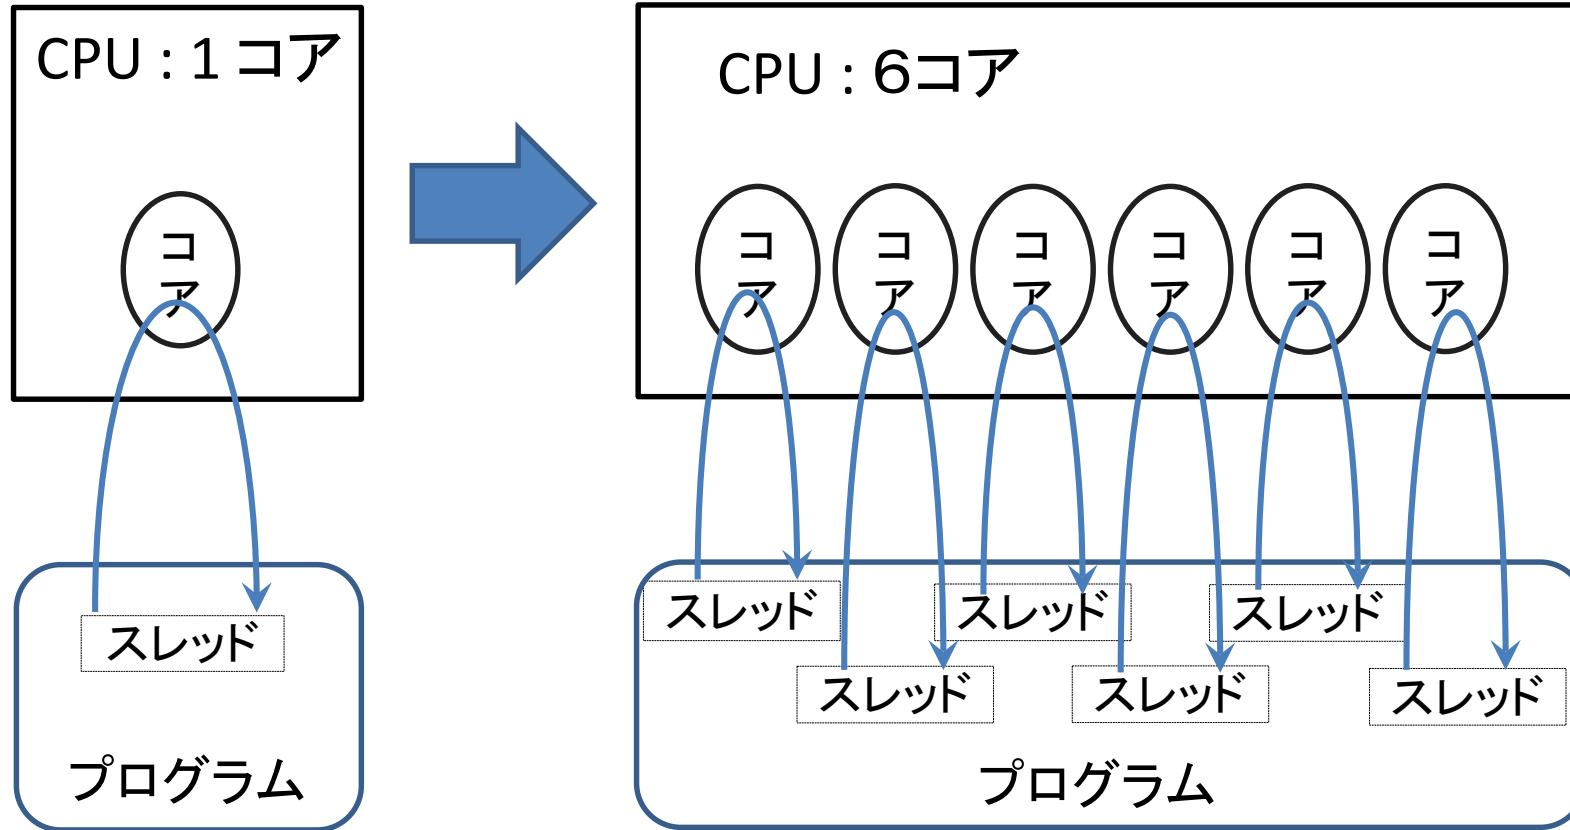 CPU : 1 コア
コア
スレッド
プログラム
CPU : 6コア
コア
コア
コア
コア
コア
コア
スレッド
スレッド
スレッド
スレッド
スレッド
スレッド
プログラム